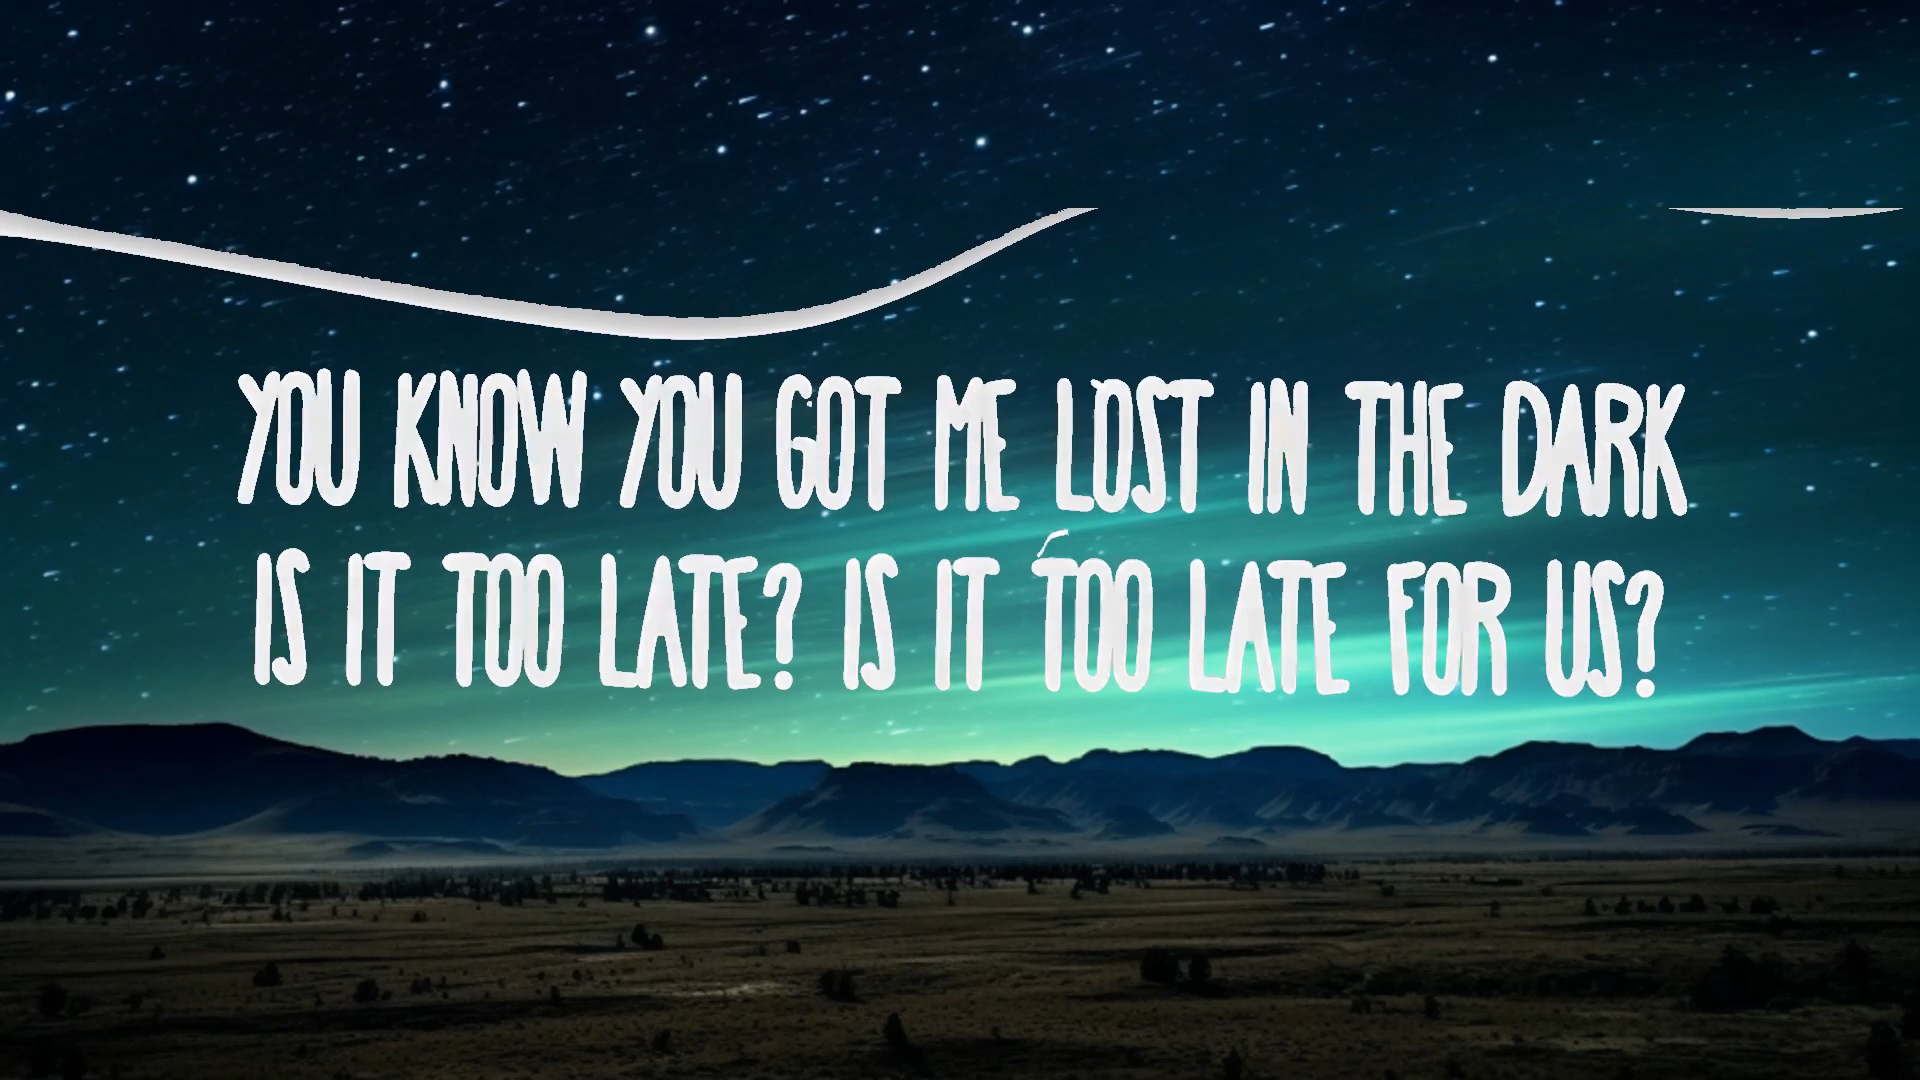 YOU KNOW YOU GOT ME LOST IN THE DARK
IS IT TOO LATE? IS IT TOO LATE FOR US?